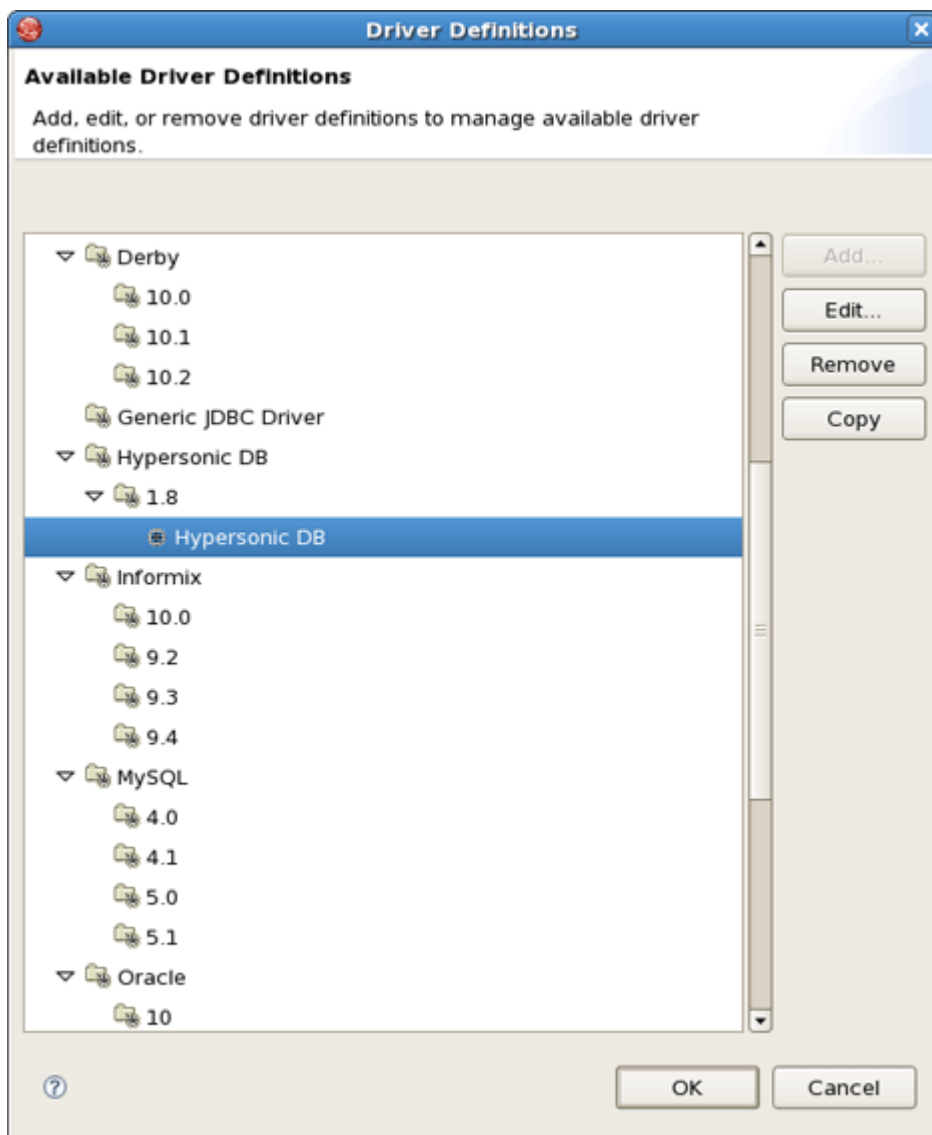 Driver Definitions
Available Driver Definitions
Add, edit, or remove driver definitions to manage available driver
definitions.
Derby
10.0
10.1
10.2
Generic JDBC Driver
Hypersonic DB
1.8
Hypersonic DB
Informix
10.0
9.2
9.3
9.4
MySQL
4.0
4.1
5.0
5.1
Oracle
10
Add...
Edit...
Remove
Copy
?
OK
Cancel